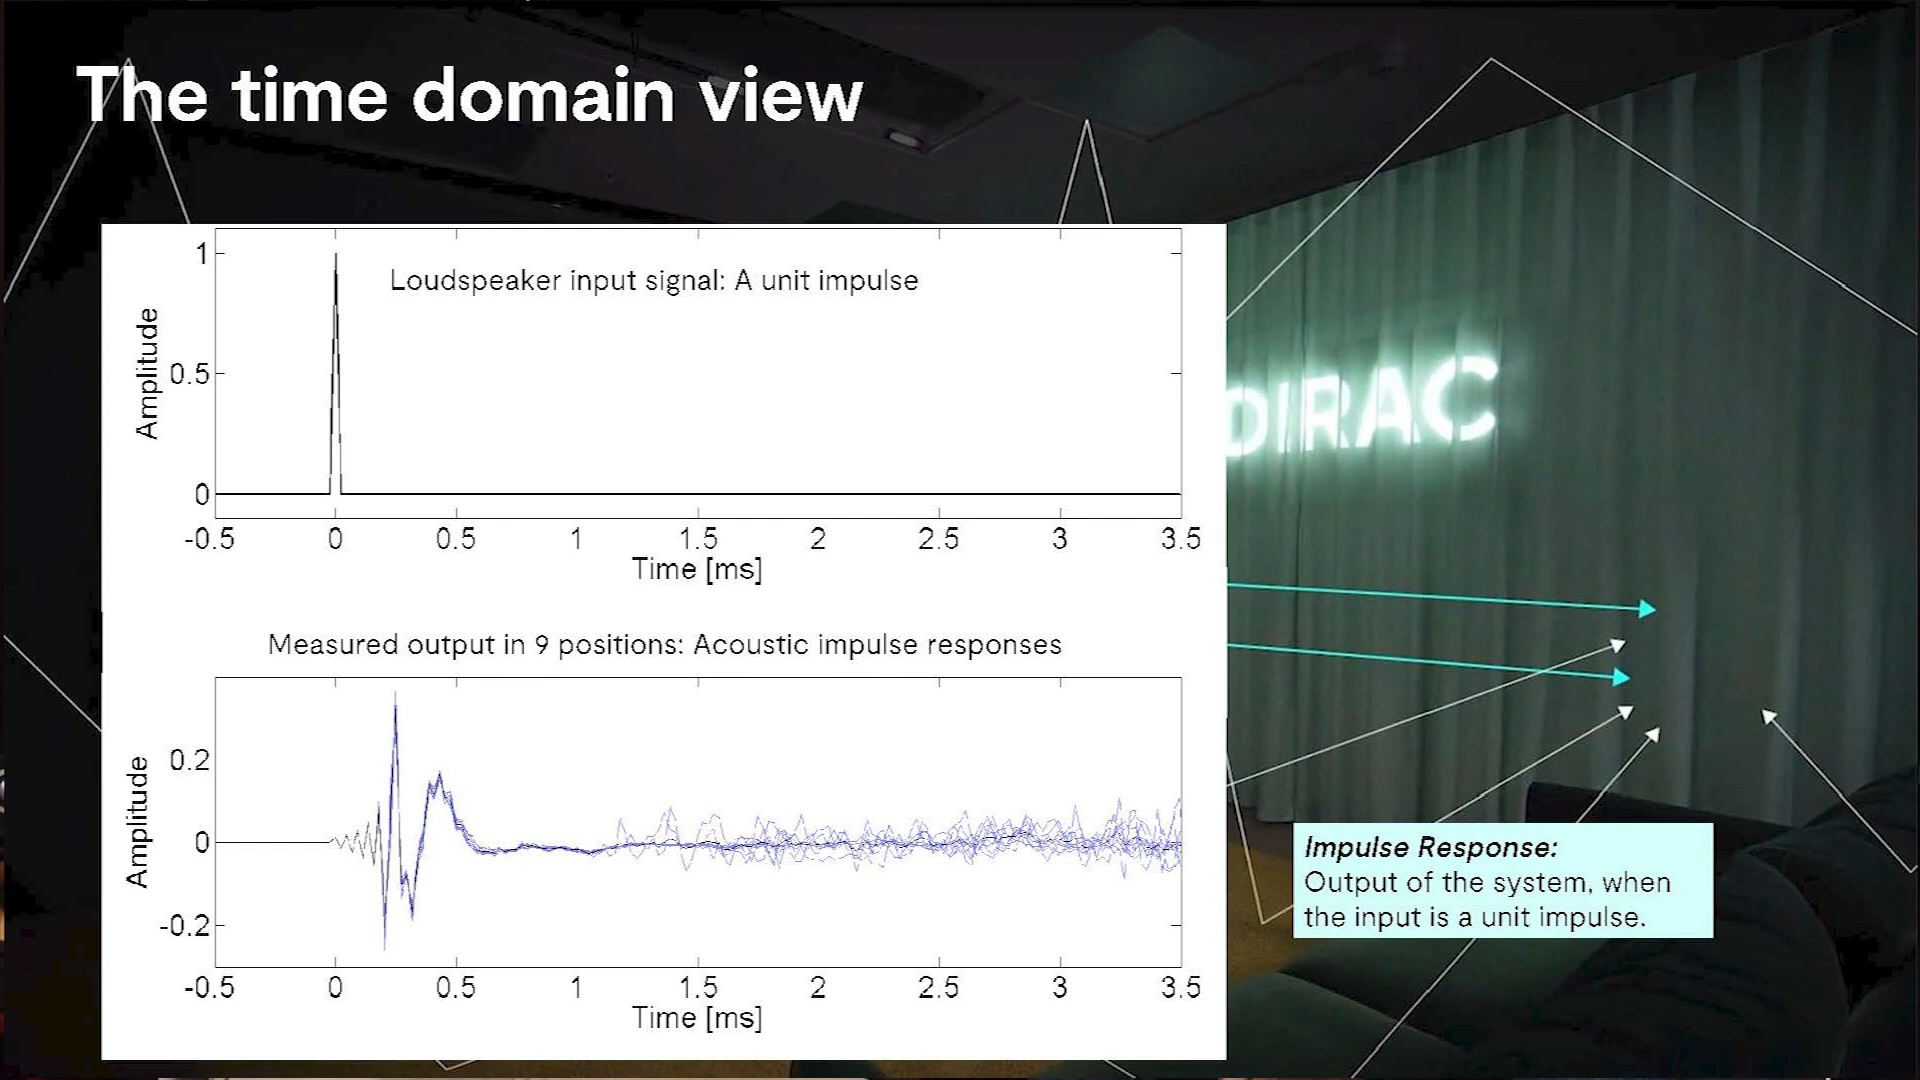 The time domain view
1
Loudspeaker input signal: A unit impulse
Amplitude
0.5
0
-0.5 0 0.5 1 1.5 2 2.5 3 3.5
Time [ms]
DIRAC
Measured output in 9 positions: Acoustic impulse responses
Amplitude
0.2
0
-0.2
-0.5 0 0.5 1 1.5 2 2.5 3 3.5
Time [ms]
Impulse Response:
Output of the system, when
the input is a unit impulse.